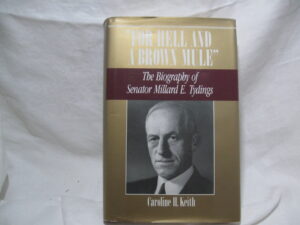 "FOR HELL AND
A BROWN MULE"
The Biography of
Senator Millard E. Tydings
Caroline H. Keith